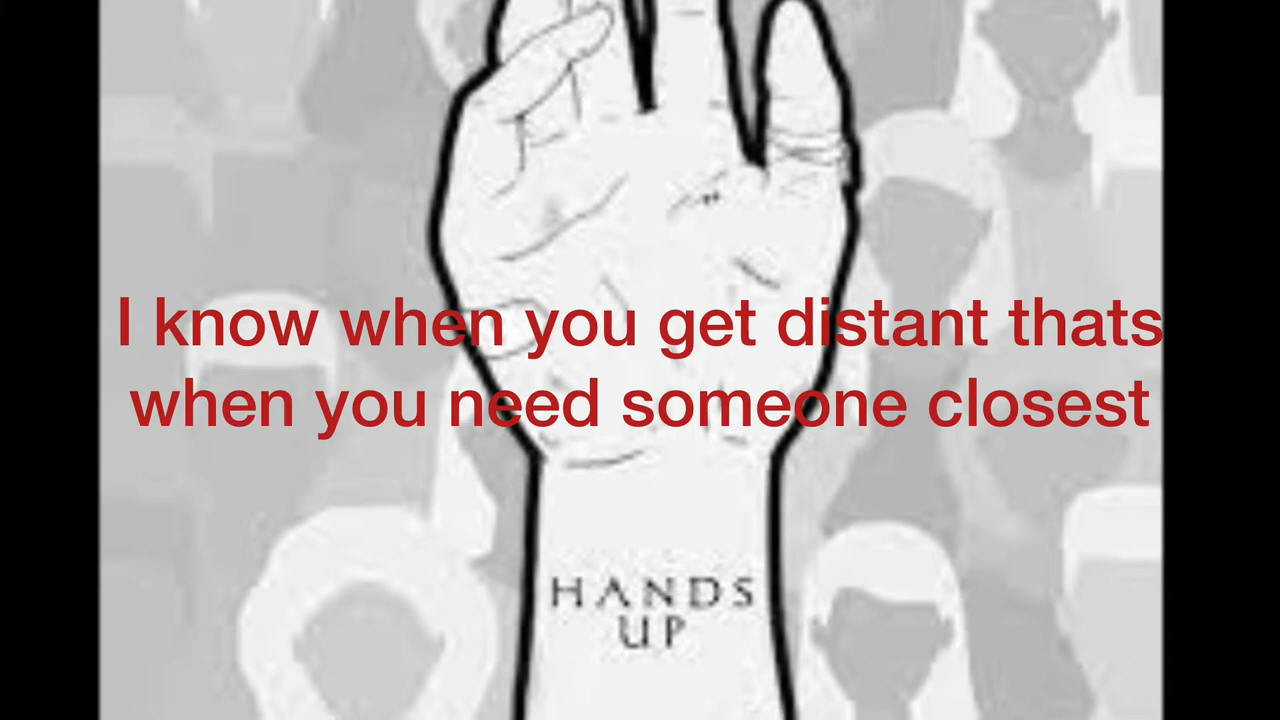 I know when you get distant thats
when you need someone closest
HANDS
UP